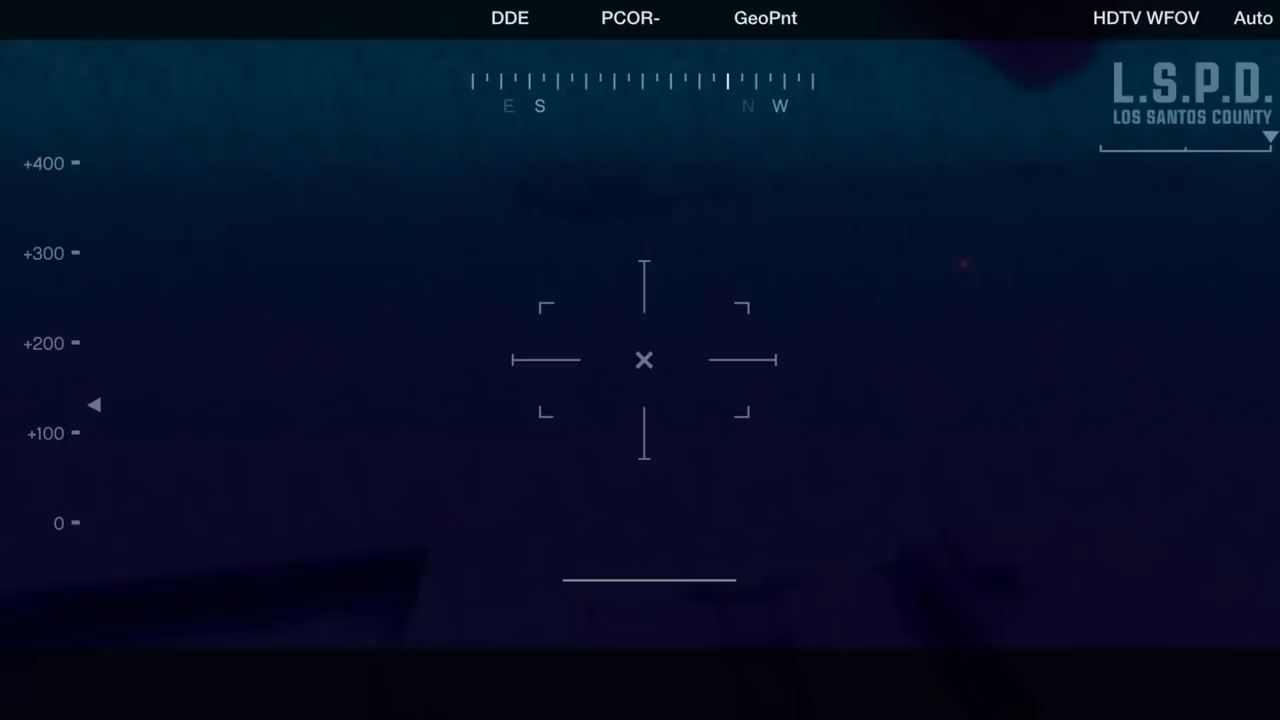 DDE PCOR- GeoPnt HDTV WFOV Auto
L.S.P.D.
LOS SANTOS COUNTY
E S N W
+400
+300
+200
+100
0